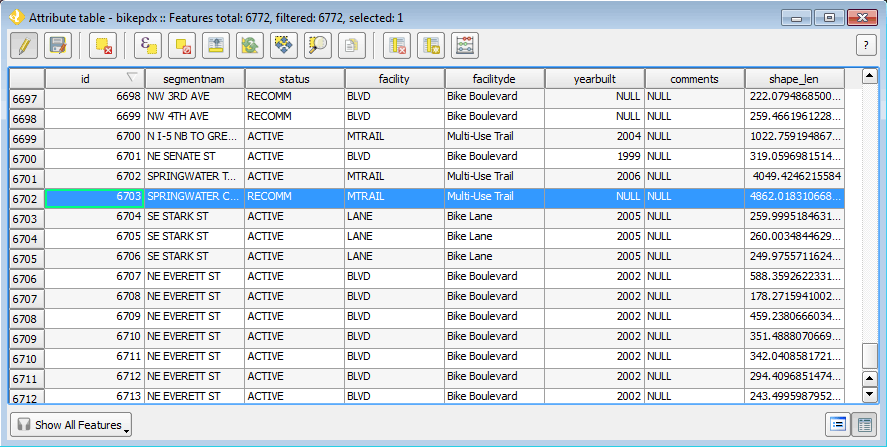 Attribute table - bikepdx :: Features total: 6772, filtered: 6772, selected: 1
?
id segmentnam status facility facilityde yearbuilt comments shape_len
6697 6698 NW 3RD AVE RECOMM BLVD Bike Boulevard NULL NULL 222.0794868500...
6698 6699 NW 4TH AVE RECOMM BLVD Bike Boulevard NULL NULL 259.4661961228...
6699 6700 N I-5 NB TO GRE... ACTIVE MTRAIL Multi-Use Trail 2004 NULL 1022.759194867...
6700 6701 NE SENATE ST ACTIVE BLVD Bike Boulevard 1999 NULL 319.0596981514...
6701 6702 SPRINGWATER T... ACTIVE MTRAIL Multi-Use Trail 2006 NULL 4049.4246215584
6702 6703 SPRINGWATER C... RECOMM MTRAIL Multi-Use Trail NULL NULL 4862.018310668...
6703 6704 SE STARK ST ACTIVE LANE Bike Lane 2005 NULL 259.9995184631...
6704 6705 SE STARK ST ACTIVE LANE Bike Lane 2005 NULL 260.0034844629...
6705 6706 SE STARK ST ACTIVE LANE Bike Lane 2005 NULL 249.9755711624...
6706 6707 NE EVERETT ST ACTIVE BLVD Bike Boulevard 2002 NULL 588.3592622331...
6707 6708 NE EVERETT ST ACTIVE BLVD Bike Boulevard 2002 NULL 178.2715941002...
6708 6709 NE EVERETT ST ACTIVE BLVD Bike Boulevard 2002 NULL 459.2380666034...
6709 6710 NE EVERETT ST ACTIVE BLVD Bike Boulevard 2002 NULL 351.4888070669...
6710 6711 NE EVERETT ST ACTIVE BLVD Bike Boulevard 2002 NULL 342.0408581721...
6711 6712 NE EVERETT ST ACTIVE BLVD Bike Boulevard 2002 NULL 294.4096851474...
6712 6713 NE EVERETT ST ACTIVE BLVD Bike Boulevard 2002 NULL 243.4995987952...
Show All Features